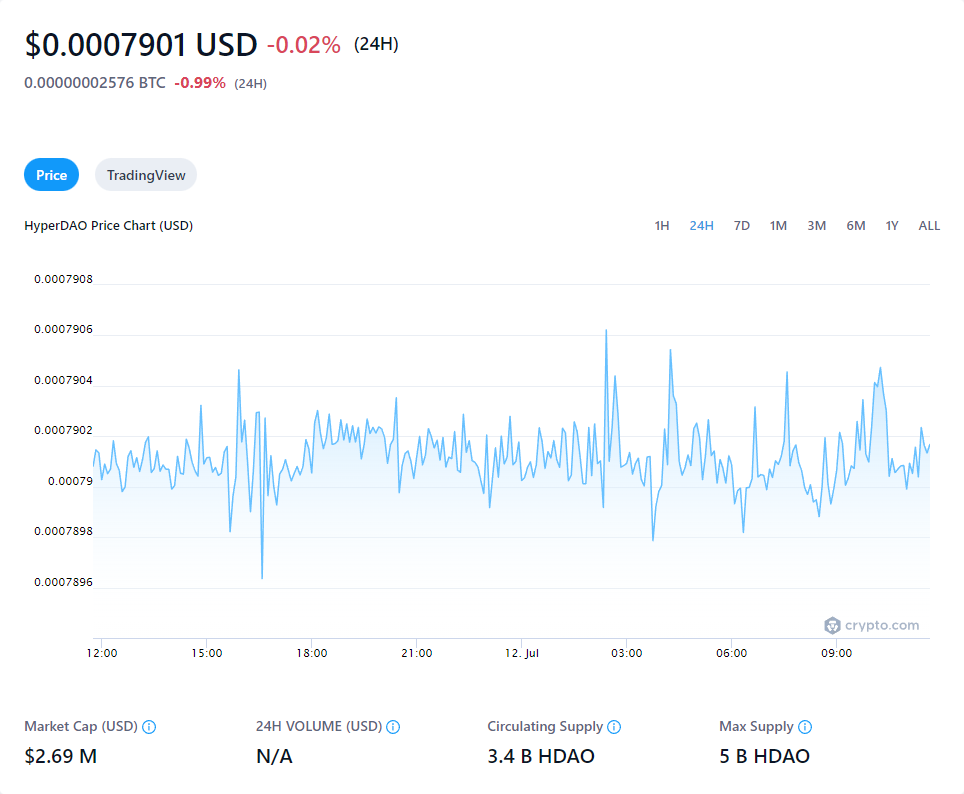 $0.0007901 USD -0.02% (24H)
0.00000002576 BTC -0.99% (24H)
Price TradingView
HyperDAO Price Chart (USD) 1H 24H 7D 1M 3M 6M 1Y ALL
0.0007908
0.0007906
0.0007904
0.0007902
0.00079
0.0007898
0.0007896
crypto.com
12:00 15:00 18:00 21:00 12. Jul 03:00 06:00 09:00
Market Cap (USD) 24H VOLUME (USD) Circulating Supply Max Supply
$2.69 M N/A 3.4 B HDAO 5 B HDAO